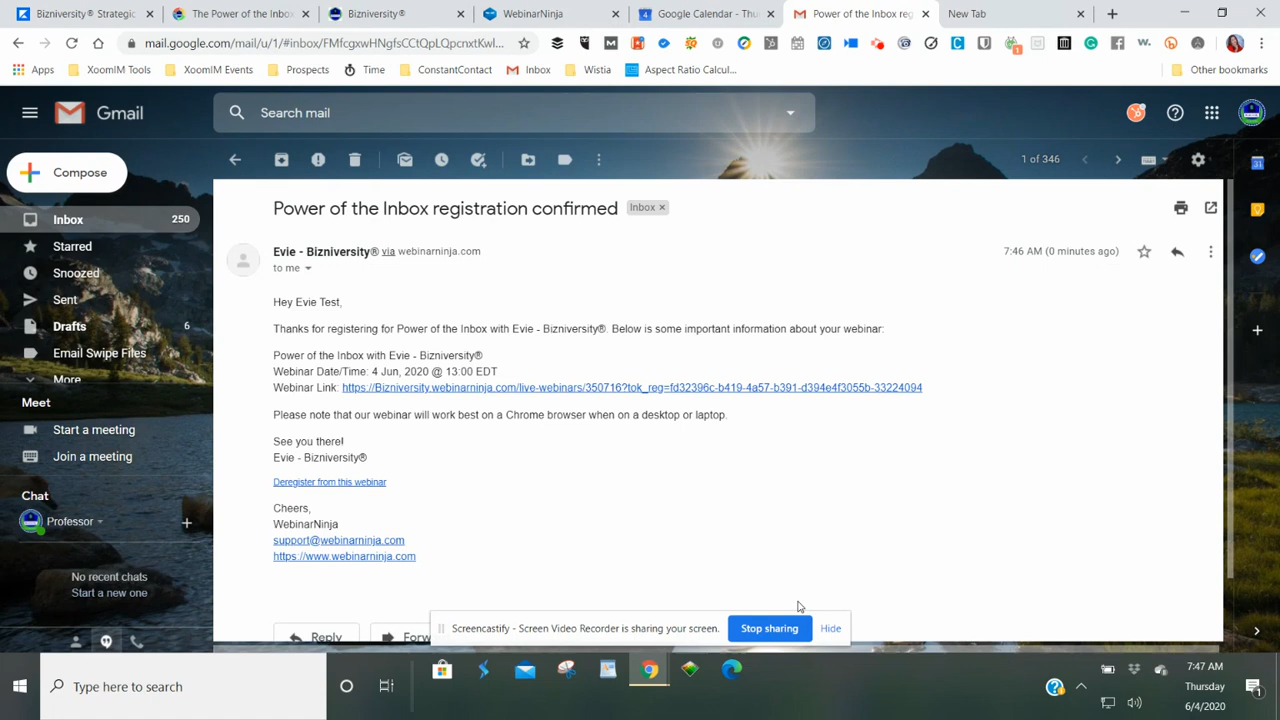 Bizniversity® Strategic
The Power of the Inbox
Bizniversity®
WebinarNinja
Google Calendar - Thu
Power of the Inbox reg
New Tab
mail.google.com/mail/u/1/#inbox/FMfcgxwHNgfsCCtQpLQpcnxtKwl...
Apps
XoomIM Tools
XoomIM Events
Prospects
Time
ConstantContact
Inbox
Wistia
Aspect Ratio Calcul...
Other bookmarks
Gmail
Search mail
Compose
1 of 346
Inbox 250
Starred
Snoozed
Sent
Drafts 6
Email Swipe Files
More
Meet
Start a meeting
Join a meeting
Chat
Professor
No recent chats
Start a new one
Power of the Inbox registration confirmed Inbox x
Evie - Bizniversity® via webinarninja.com
7:46 AM (0 minutes ago)
to me
Hey Evie Test,
Thanks for registering for Power of the Inbox with Evie - Bizniversity®. Below is some important information about your webinar:
Power of the Inbox with Evie - Bizniversity®
Webinar Date/Time: 4 Jun, 2020 @ 13:00 EDT
Webinar Link: https://Bizniversity.webinarninja.com/live-webinars/350716?tok_reg=fd32396c-b419-4a57-b391-d394e4f3055b-33224094
Please note that our webinar will work best on a Chrome browser when on a desktop or laptop.
See you there!
Evie - Bizniversity®
Deregister from this webinar
Cheers,
WebinarNinja
support@webinarninja.com
https://www.webinarninja.com
Reply
Forw
Screencastify - Screen Video Recorder is sharing your screen.
Stop sharing
Hide
Type here to search
7:47 AM
Thursday
6/4/2020